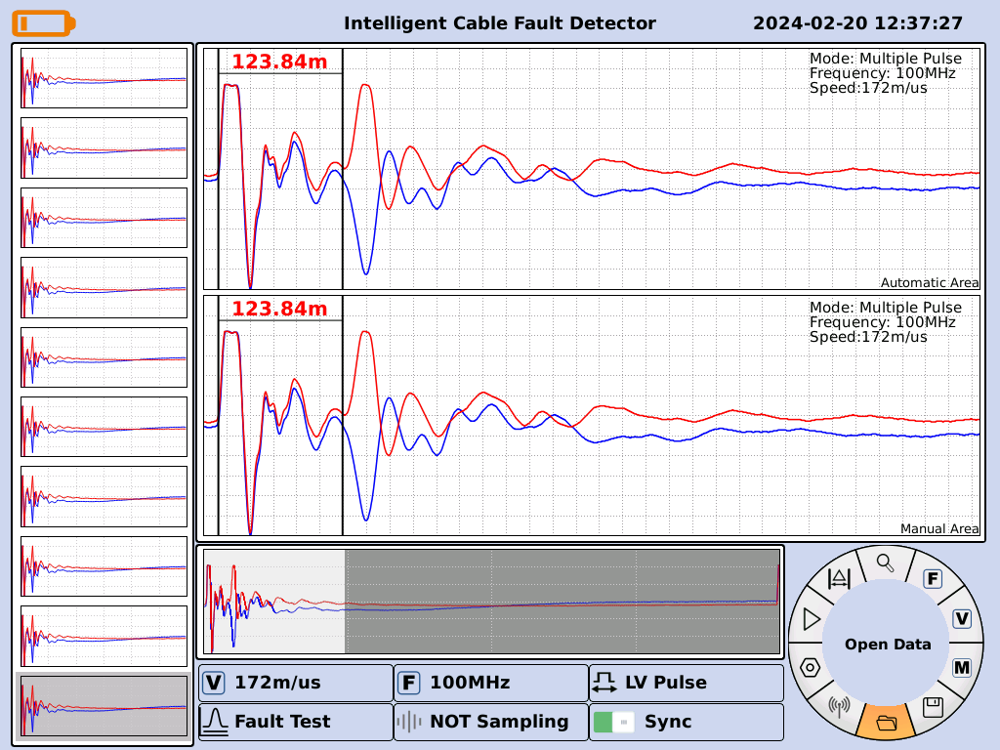 Intelligent Cable Fault Detector
2024-02-20 12:37:27
123.84m
Mode: Multiple Pulse
Frequency: 100MHz
Speed:172m/us
Automatic Area
123.84m
Mode: Multiple Pulse
Frequency: 100MHz
Speed:172m/us
Manual Area
F
V
M
Open Data
V 172m/us
F 100MHz
LV Pulse
Fault Test
NOT Sampling
Sync